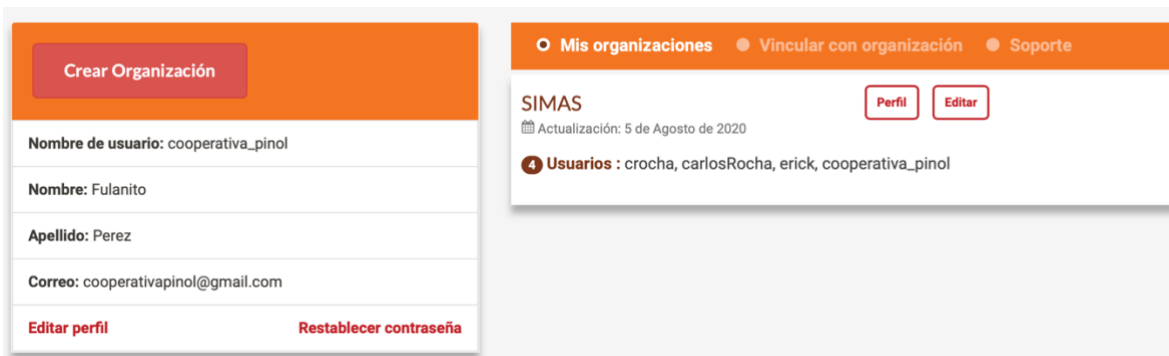 Crear Organización
Nombre de usuario: cooperativa_pinol
Nombre: Fulanito
Apellido: Perez
Correo: cooperativapinol@gmail.com
Editar perfil Restablecer contraseña
Mis organizaciones Vincular con organización Soporte
SIMAS Perfil Editar
Actualización: 5 de Agosto de 2020
4 Usuarios : crocha, carlosRocha, erick, cooperativa_pinol